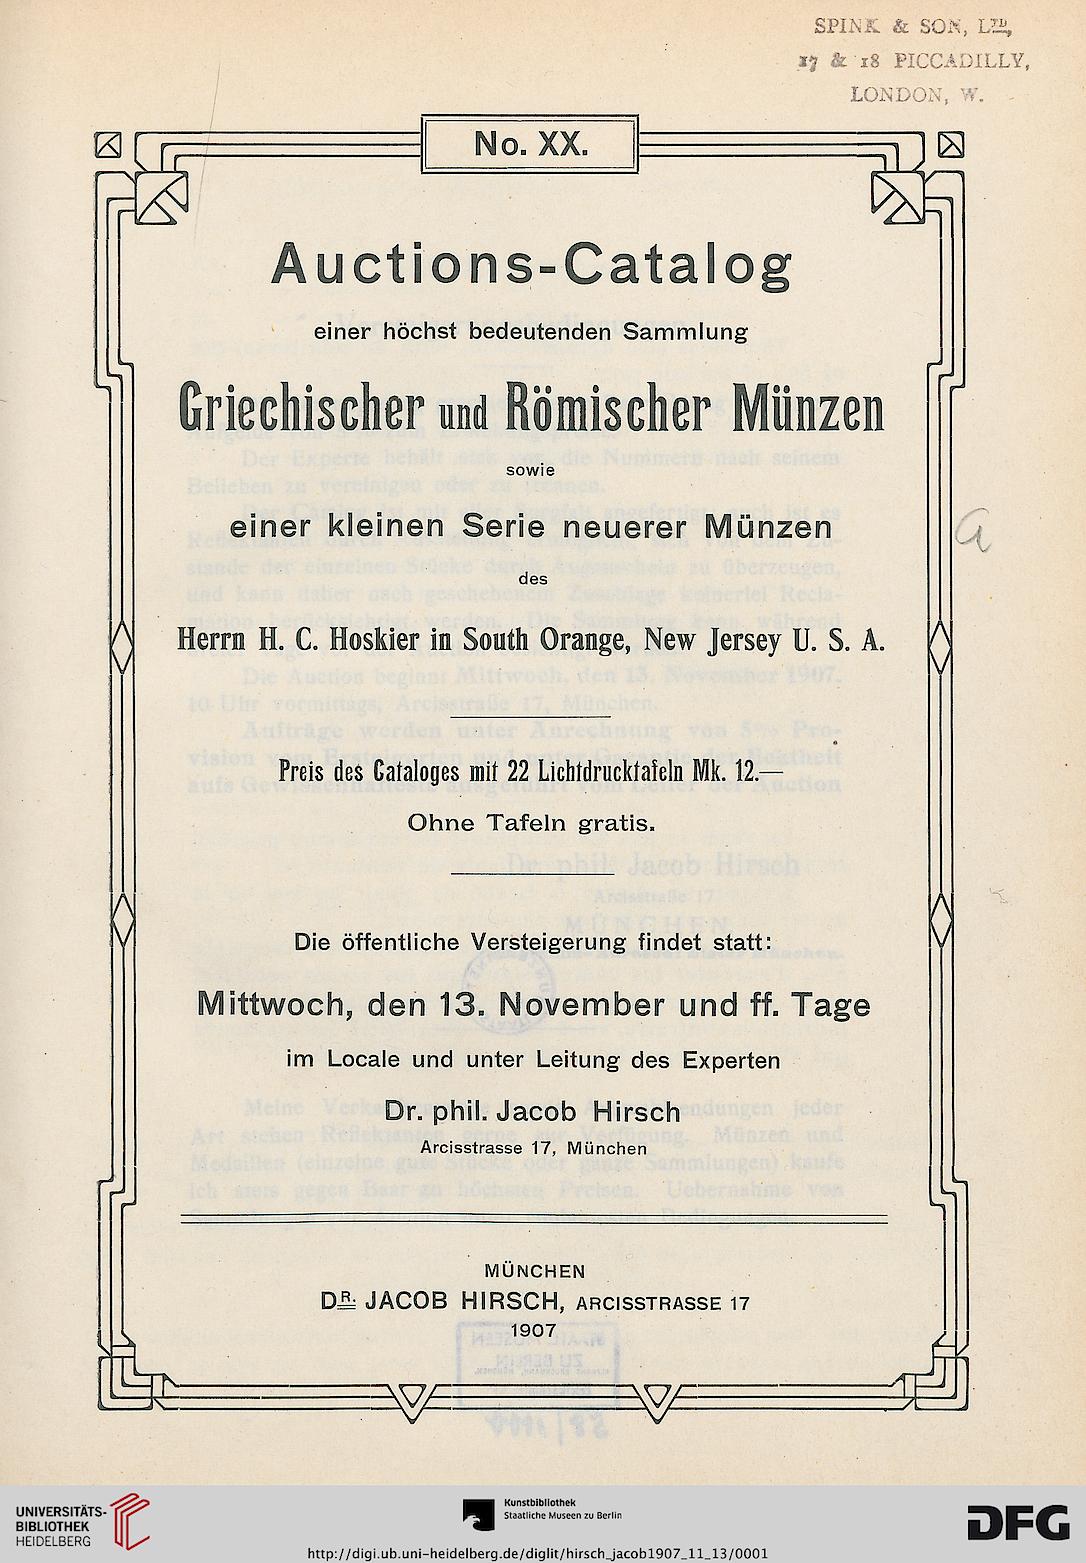 SPINK & SON, LTD,
17 & 18 PICCADILLY,
LONDON, W.
No. XX.
Auctions-Catalog
einer höchst bedeutenden Sammlung
Griechischer und Römischer Münzen
sowie
einer kleinen Serie neuerer Münzen
a
des
Herrn H. C. Hoskier in South Orange, New Jersey U. S. A.
Preis des Cataloges mit 22 Lichtdrucktafeln Mk. 12.—
Ohne Tafeln gratis.
Die öffentliche Versteigerung findet statt:
Mittwoch, den 13. November und ff. Tage
im Locale und unter Leitung des Experten
Dr. phil. Jacob Hirsch
Arcisstrasse 17, München
MÜNCHEN
DR. JACOB HIRSCH, ARCISSTRASSE 17
1907
UNIVERSITÄTS-
BIBLIOTHEK
HEIDELBERG
Kunstbibliothek
Staatliche Museen zu Berlin
DFG
http://digi.ub.uni-heidelberg.de/diglit/hirsch_jacob1907_11_13/0001